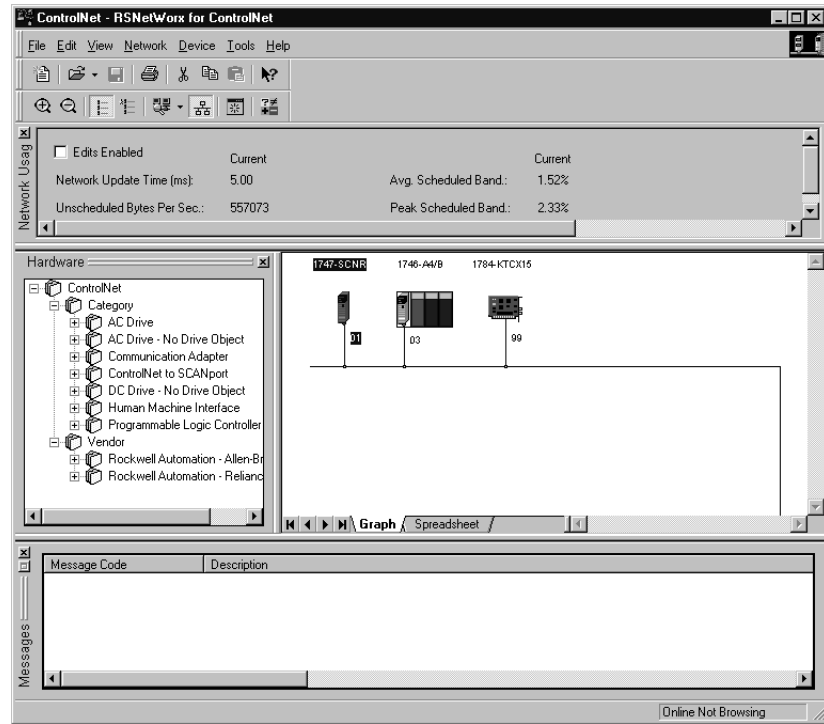 ControlNet - RSNetWorx for ControlNet
File Edit View Network Device Tools Help
Network Usag
Edits Enabled
Current
Current
Network Update Time (ms): 5.00 Avg. Scheduled Band.: 1.52%
Unscheduled Bytes Per Sec.: 557073 Peak Scheduled Band.: 2.33%
Hardware
ControlNet
Category
AC Drive
AC Drive - No Drive Object
Communication Adapter
ControlNet to SCANport
DC Drive - No Drive Object
Human Machine Interface
Programmable Logic Controller
Vendor
Rockwell Automation - Allen-Br
Rockwell Automation - Relianc
1747-SCNR 1746-A4/B 1784-KTCX15
01 03 99
Graph Spreadsheet
Messages
Message Code Description
Online Not Browsing